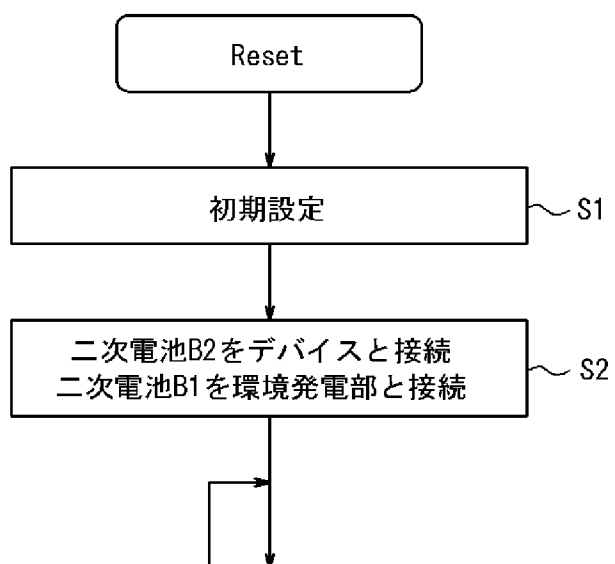 Reset
初期設定
S1
二次電池B2をデバイスと接続
二次電池B1を環境発電部と接続
S2